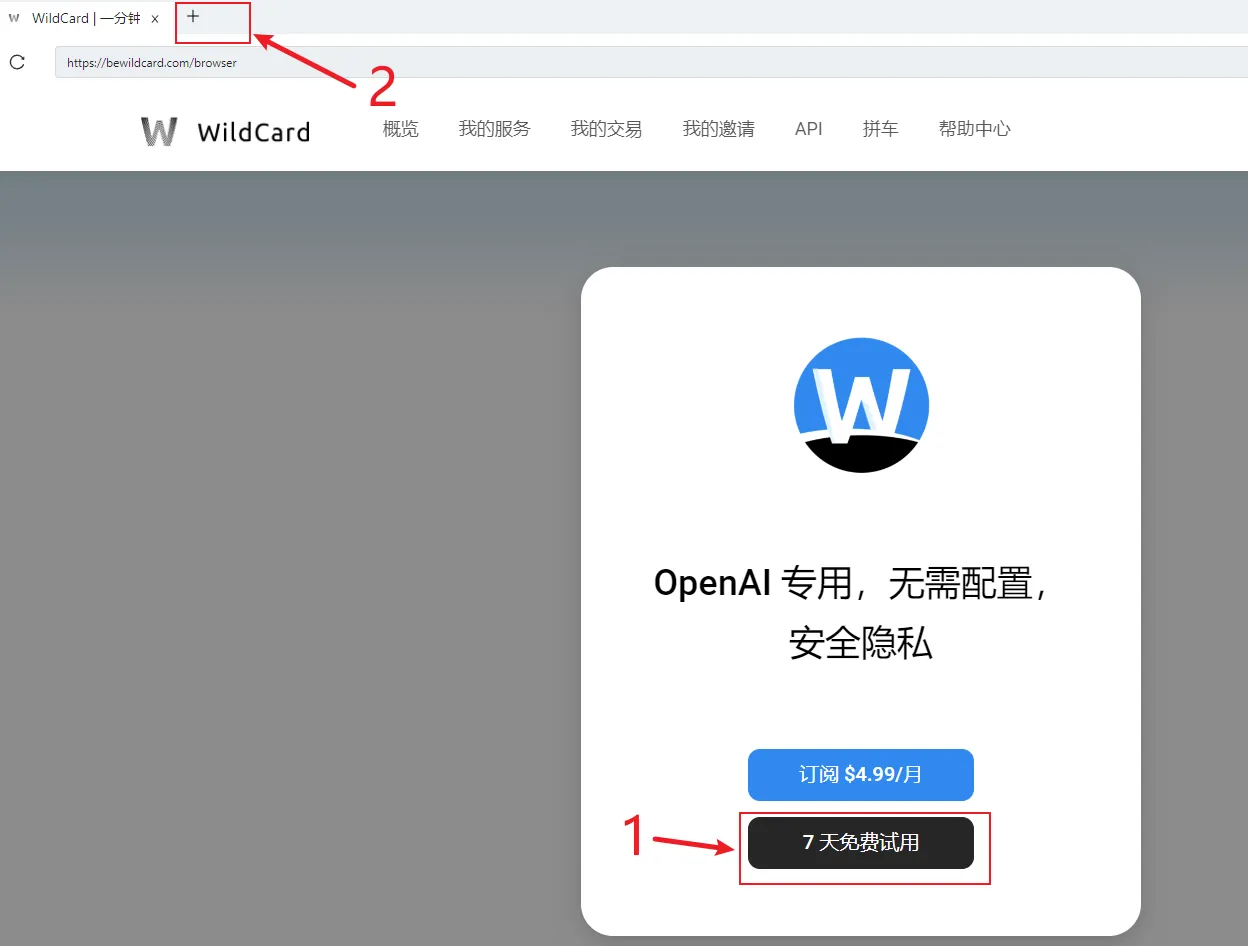 WildCard | 一分钟
https://bewildcard.com/browser
2
W WildCard 概览 我的服务 我的交易 我的邀请 API 拼车 帮助中心
W
OpenAI 专用，无需配置，
安全隐私
订阅 $4.99/月
1
7 天免费试用